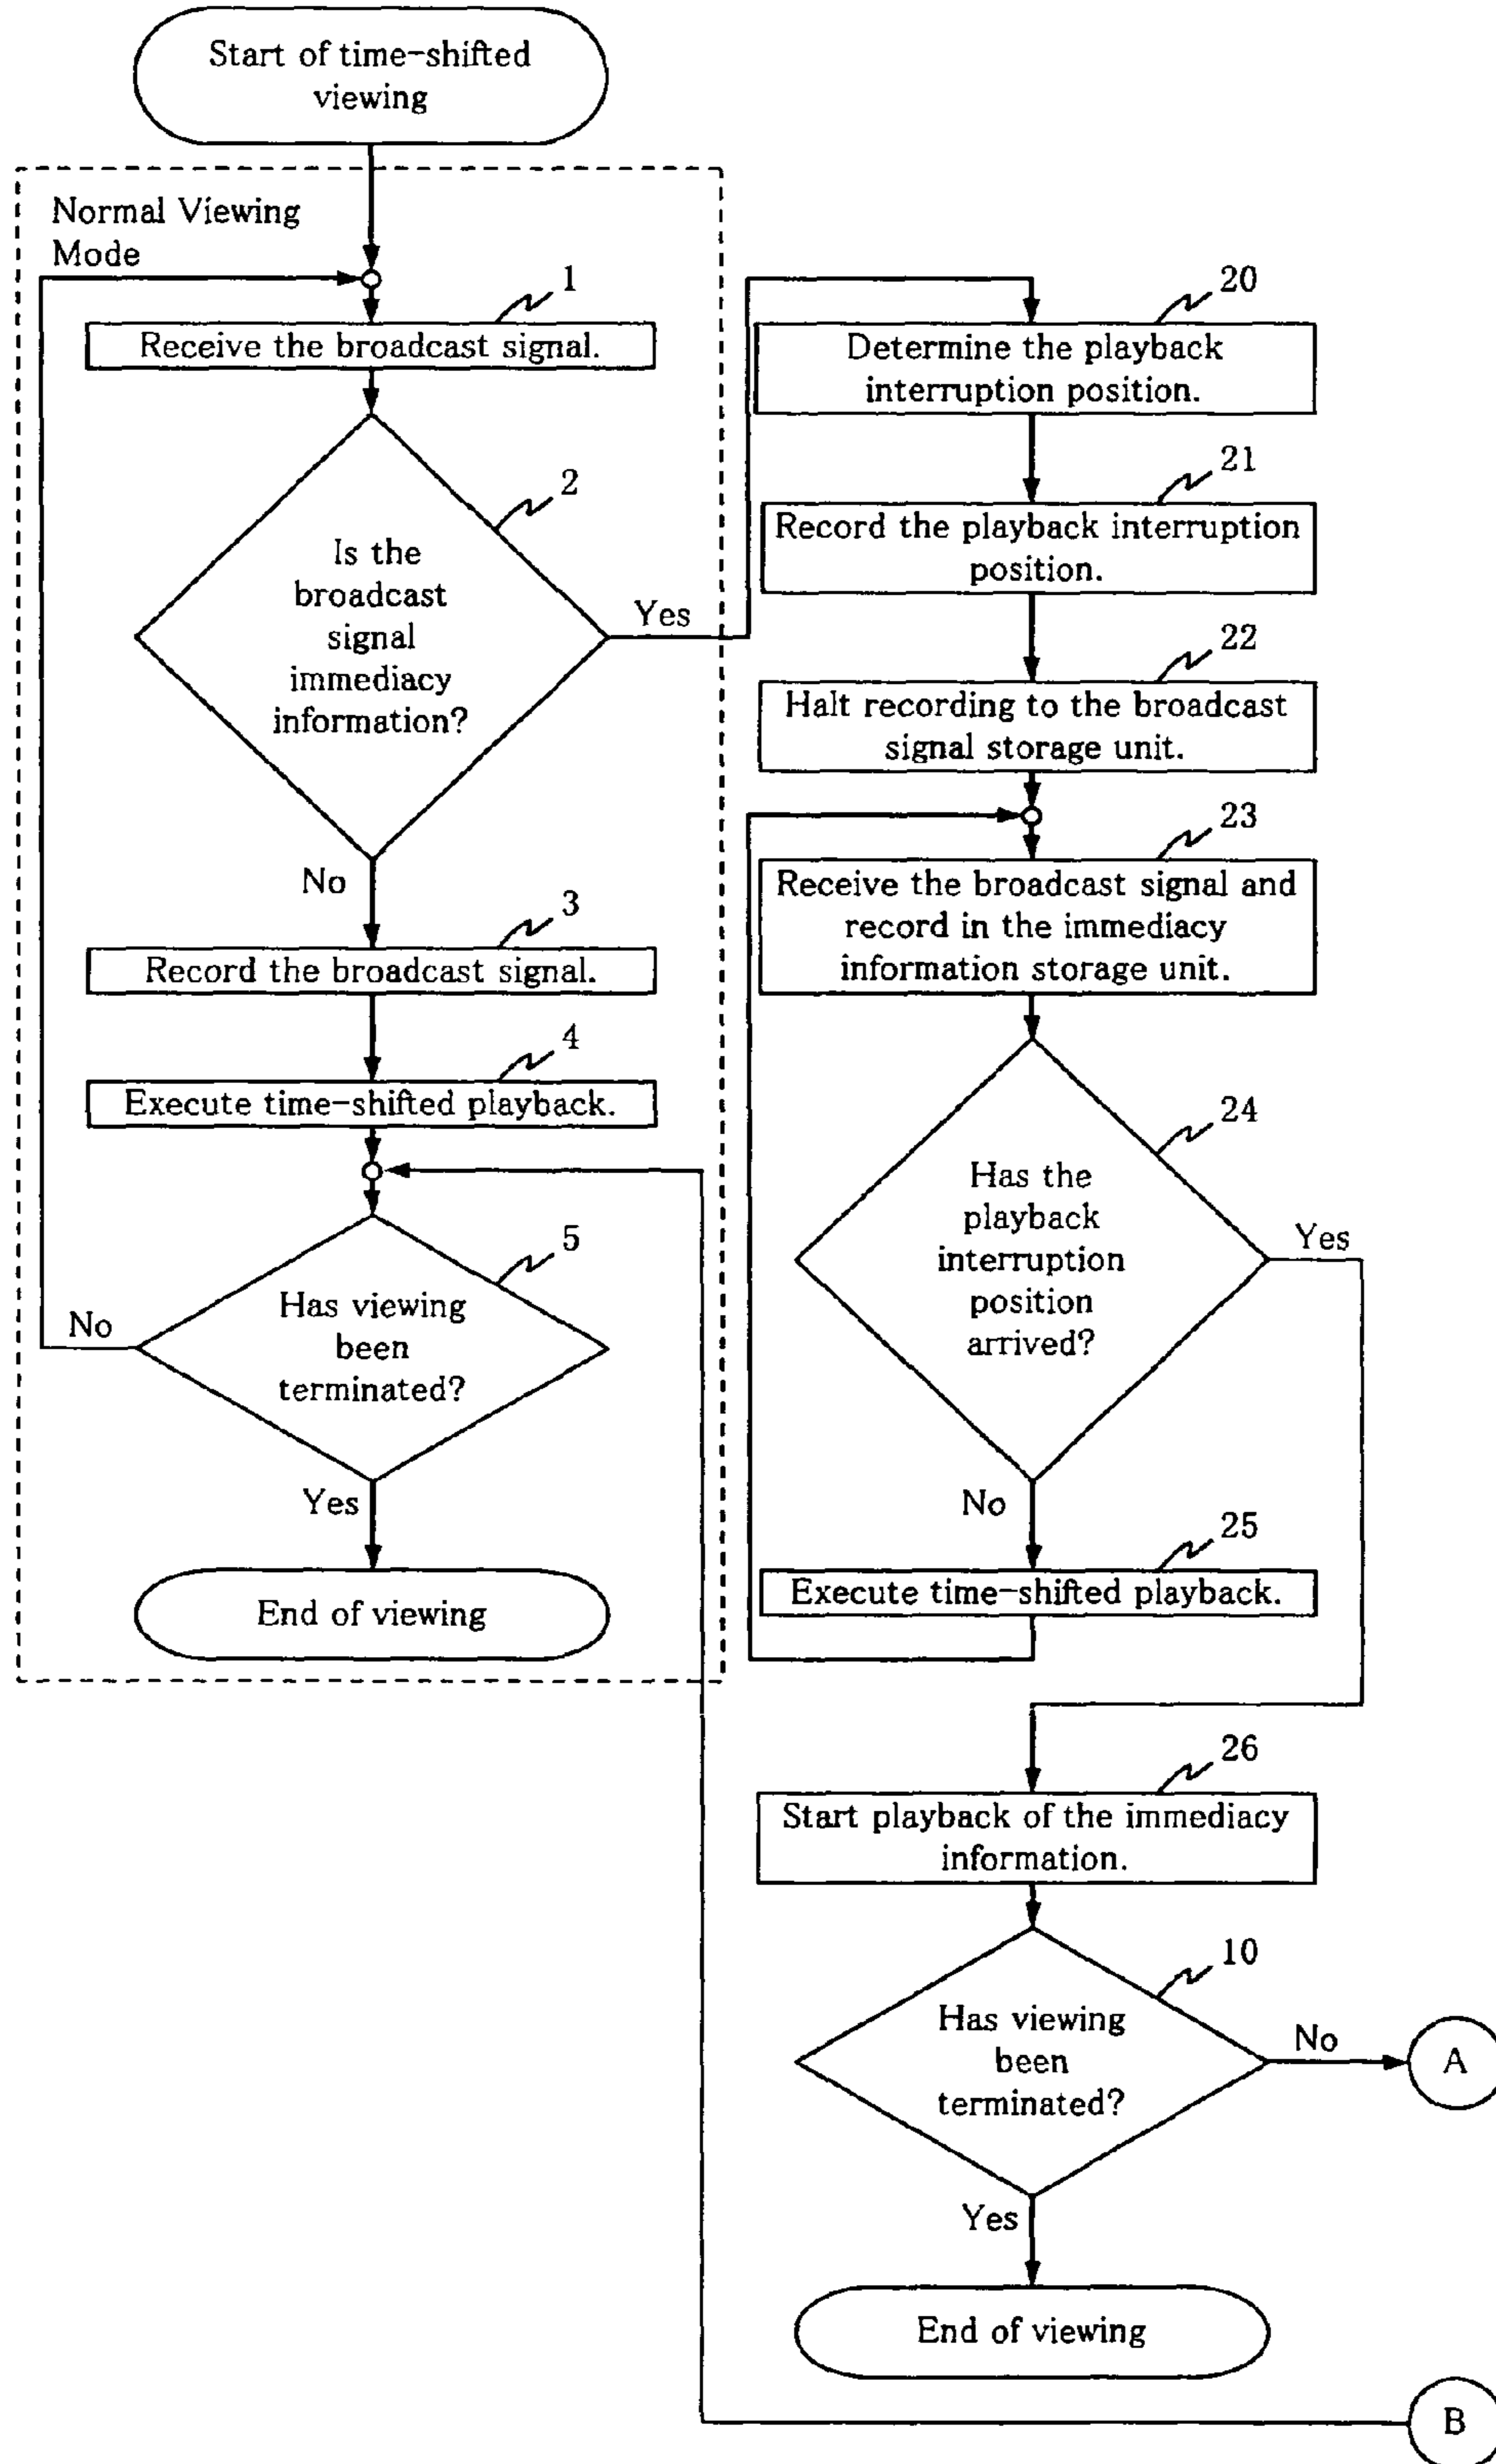 Start of time-shifted
viewing
Normal Viewing
Mode
1
Receive the broadcast signal.
2
Is the
broadcast
signal
immediacy
information?
Yes
No
3
Record the broadcast signal.
4
Execute time-shifted playback.
5
Has viewing
been
terminated?
No
Yes
End of viewing
20
Determine the playback
interruption position.
21
Record the playback interruption
position.
22
Halt recording to the broadcast
signal storage unit.
23
Receive the broadcast signal and
record in the immediacy
information storage unit.
24
Has the
playback
interruption
position
arrived?
Yes
No
25
Execute time-shifted playback.
26
Start playback of the immediacy
information.
10
Has viewing
been
terminated?
No
A
Yes
End of viewing
B